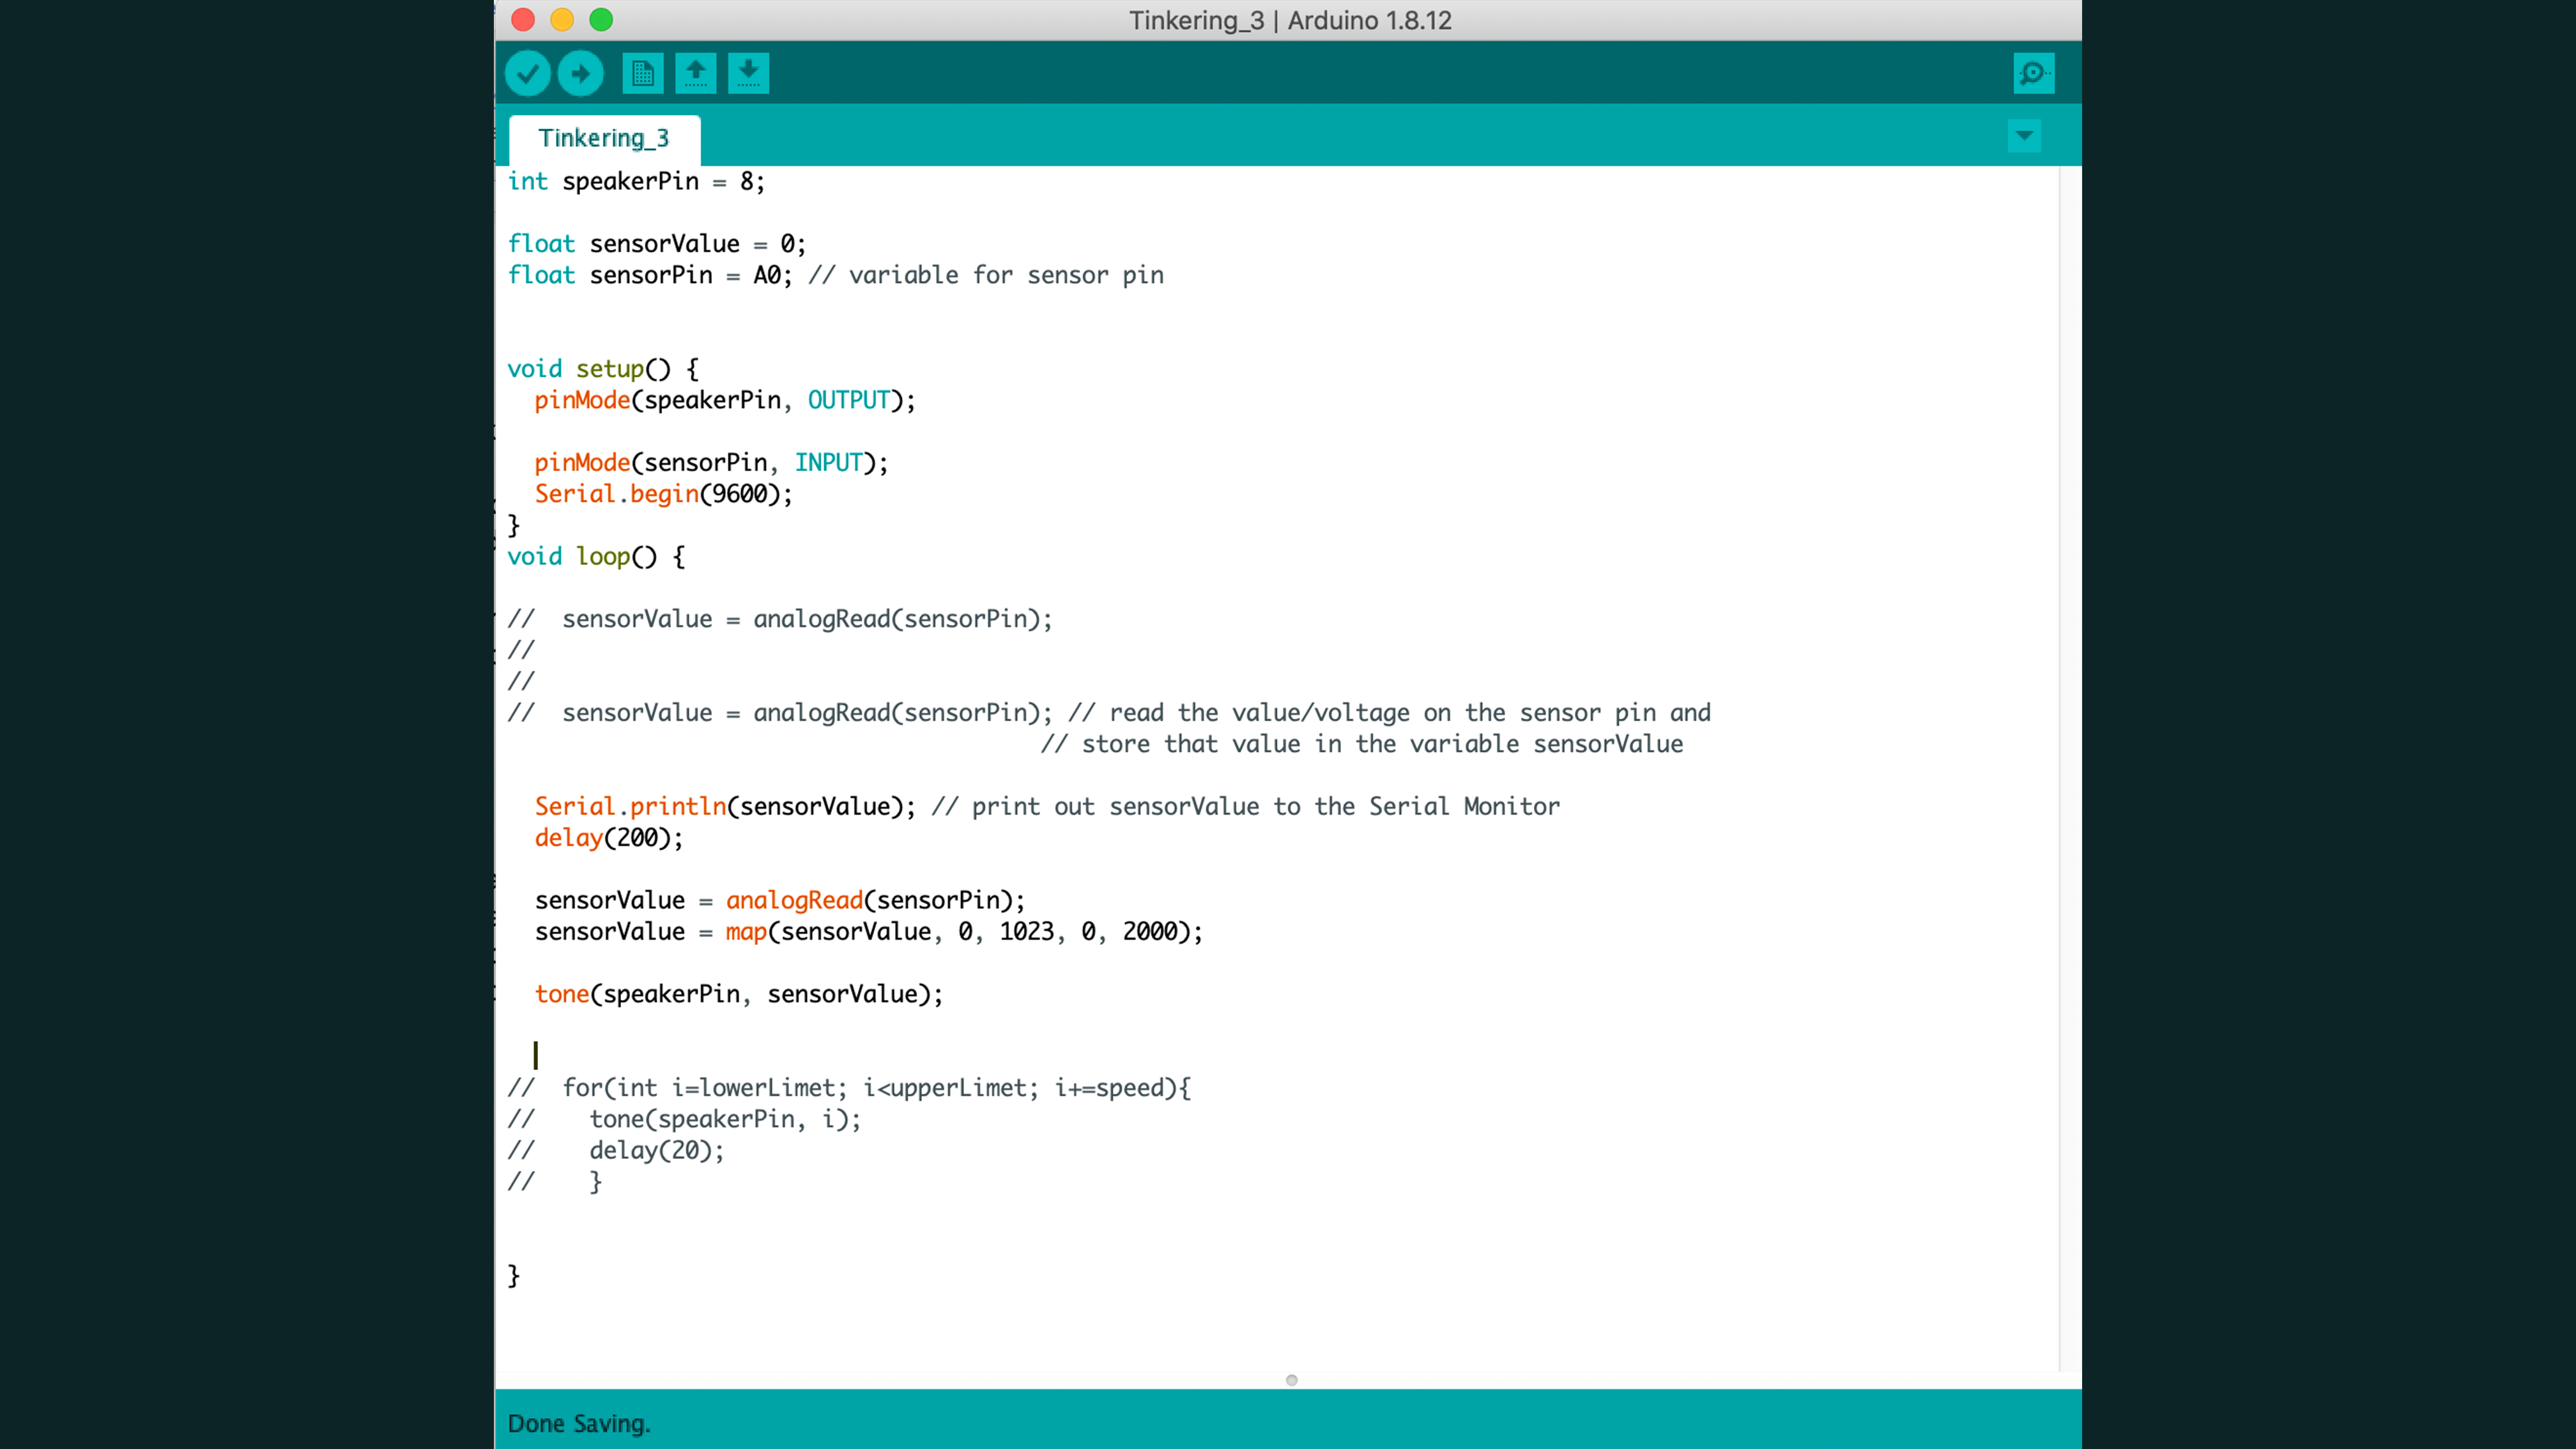 Tinkering_3 | Arduino 1.8.12
Tinkering_3
int speakerPin = 8;
float sensorValue = 0;
float sensorPin = A0; // variable for sensor pin
void setup() {
pinMode(speakerPin, OUTPUT);
pinMode(sensorPin, INPUT);
Serial.begin(9600);
}
void loop() {
//  sensorValue = analogRead(sensorPin);
//
//
//  sensorValue = analogRead(sensorPin); // read the value/voltage on the sensor pin and
// store that value in the variable sensorValue
Serial.println(sensorValue); // print out sensorValue to the Serial Monitor
delay(200);
sensorValue = analogRead(sensorPin);
sensorValue = map(sensorValue, 0, 1023, 0, 2000);
tone(speakerPin, sensorValue);
//  for(int i=lowerLimet; i<upperLimet; i+=speed){
//    tone(speakerPin, i);
//    delay(20);
//    }
}
Done Saving.